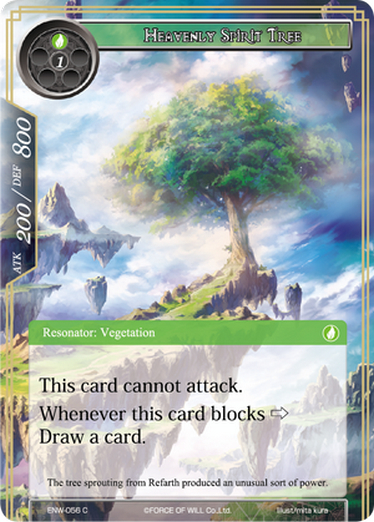 Heavenly Spirit Tree
1
ATK 200 / DEF 800
Resonator: Vegetation
This card cannot attack.
Whenever this card blocks ⇨
Draw a card.
The tree sprouting from Refarth produced an unusual sort of power.
ENW-056 C ©FORCE OF WILL Co.,Ltd. Illust/mita kura